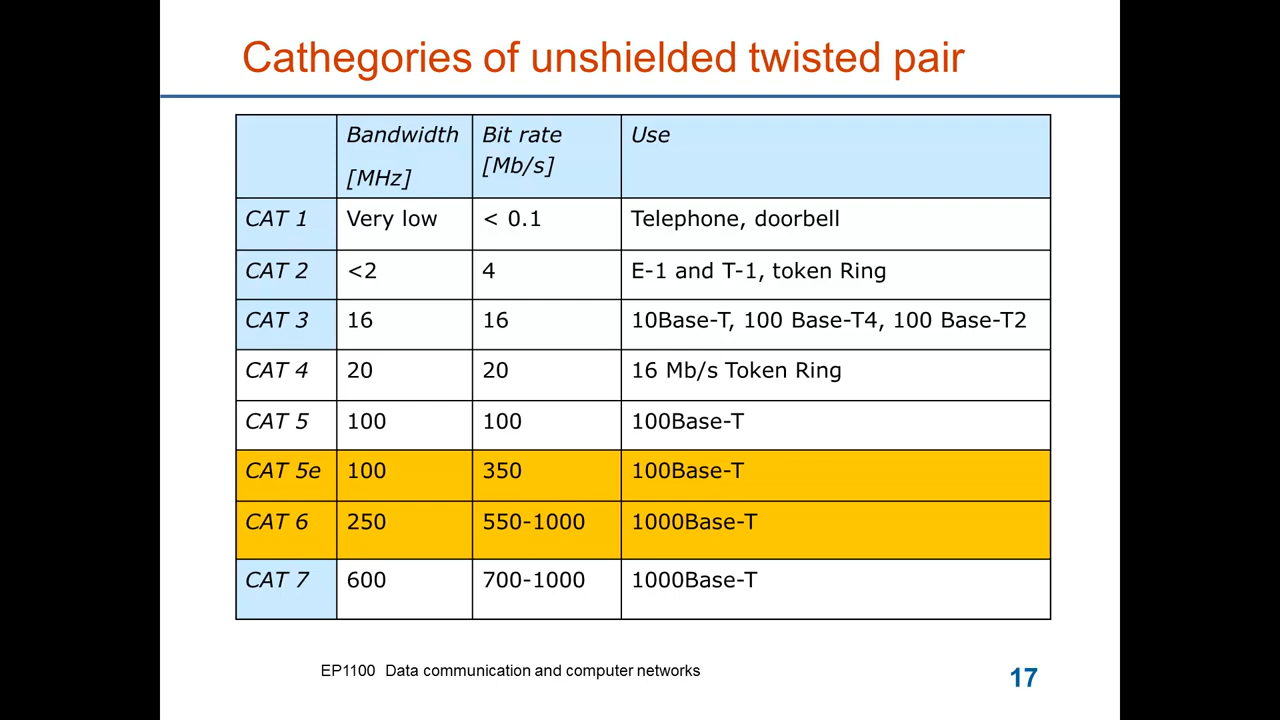 Cathegories of unshielded twisted pair
Bandwidth [MHz] Bit rate [Mb/s] Use
CAT 1 Very low < 0.1 Telephone, doorbell
CAT 2 <2 4 E-1 and T-1, token Ring
CAT 3 16 16 10Base-T, 100 Base-T4, 100 Base-T2
CAT 4 20 20 16 Mb/s Token Ring
CAT 5 100 100 100Base-T
CAT 5e 100 350 100Base-T
CAT 6 250 550-1000 1000Base-T
CAT 7 600 700-1000 1000Base-T
EP1100 Data communication and computer networks 17